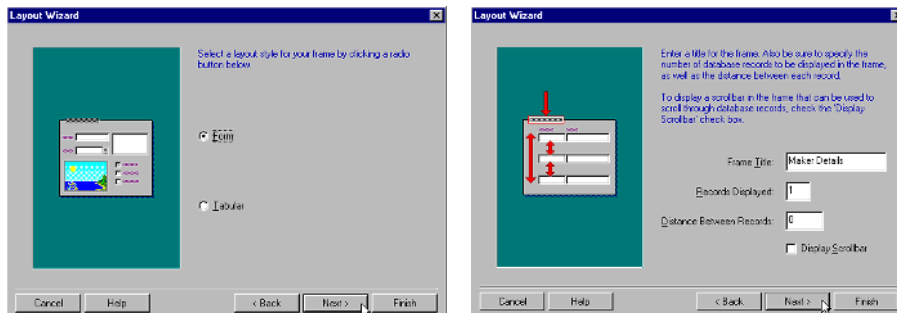 Layout Wizard
Select a layout style for your frame by clicking a radio
button below.
Form
Tabular
Cancel
Help
< Back
Next >
Finish
Layout Wizard
Enter a title for the frame. Also be sure to specify the
number of database records to be displayed in the frame,
as well as the distance between each record.
To display a scrollbar in the frame that can be used to
scroll through database records, check the 'Display
Scrollbar' check box.
Frame Title: Maker Details
Records Displayed: 1
Distance Between Records: 0
Display Scrollbar
Cancel
Help
< Back
Next >
Finish